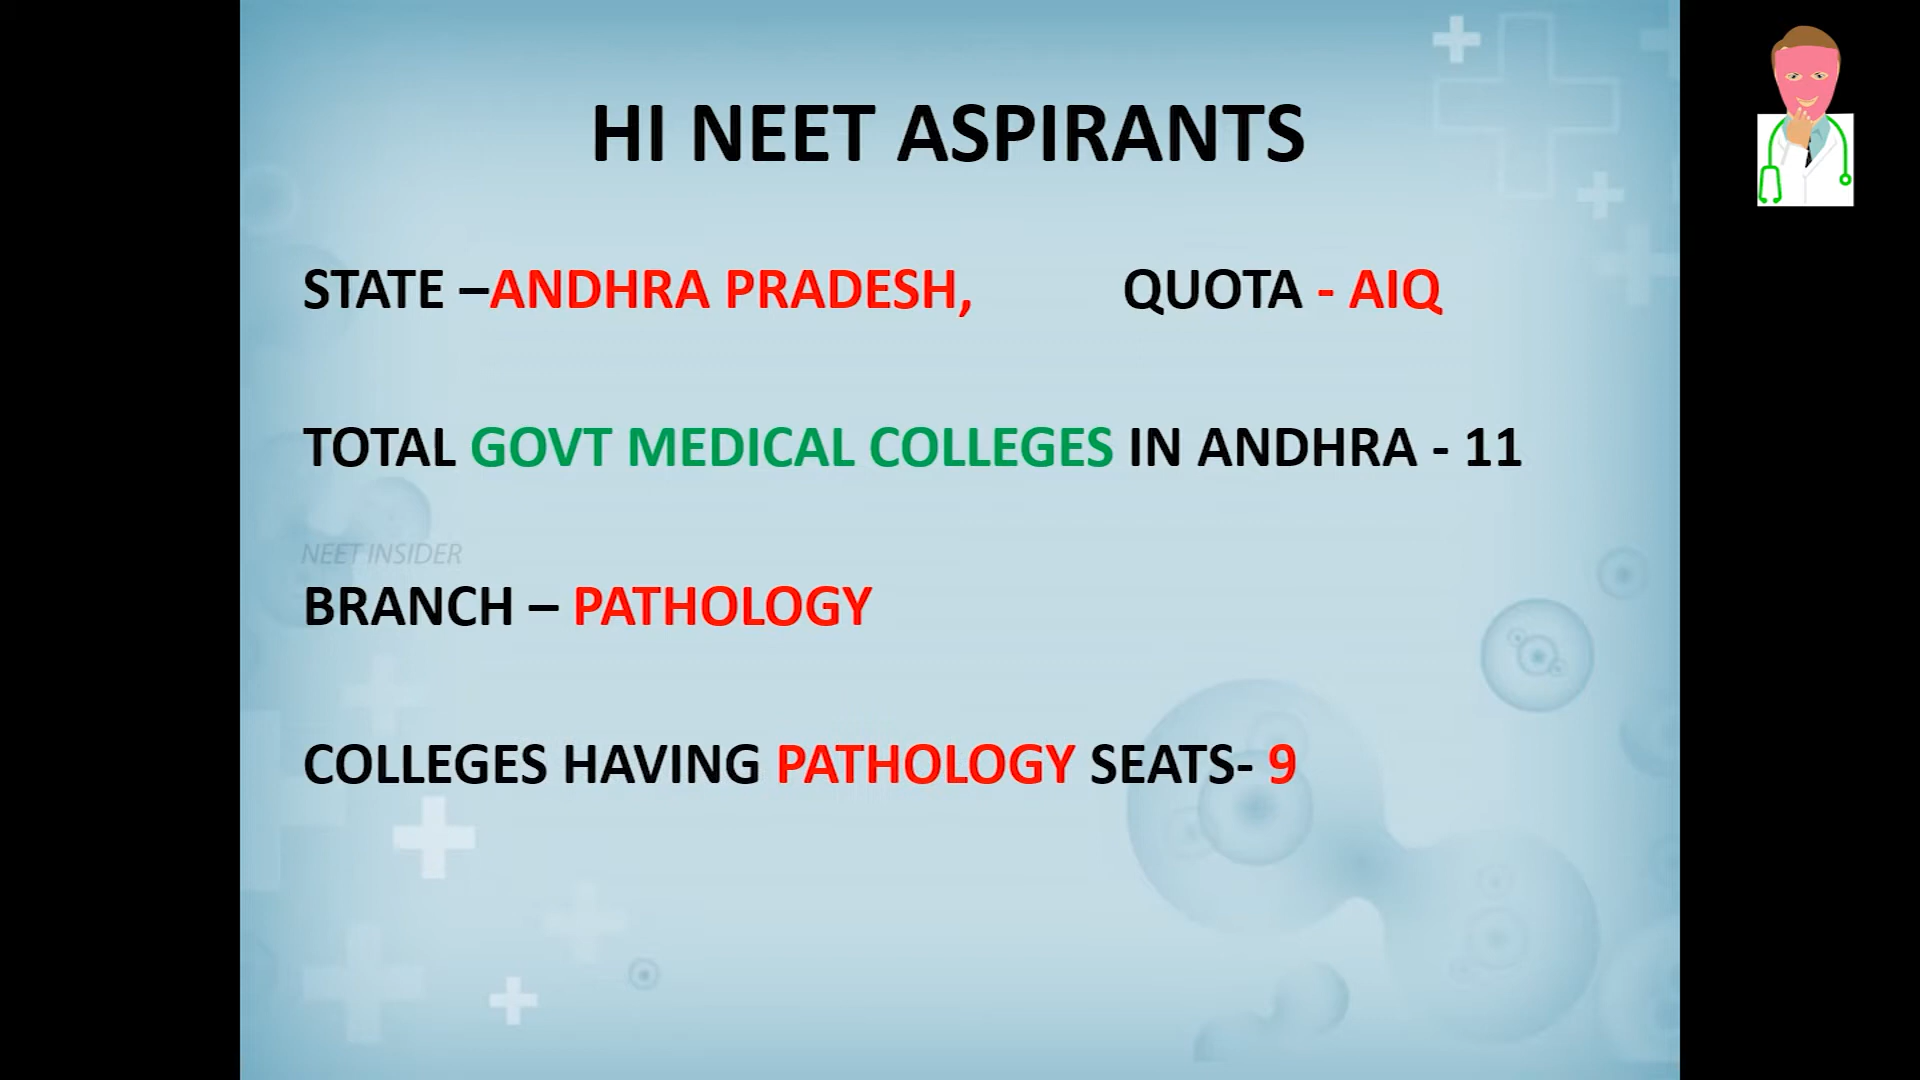 HI NEET ASPIRANTS
STATE –ANDHRA PRADESH, QUOTA - AIQ
TOTAL GOVT MEDICAL COLLEGES IN ANDHRA - 11
NEET INSIDER
BRANCH – PATHOLOGY
COLLEGES HAVING PATHOLOGY SEATS- 9